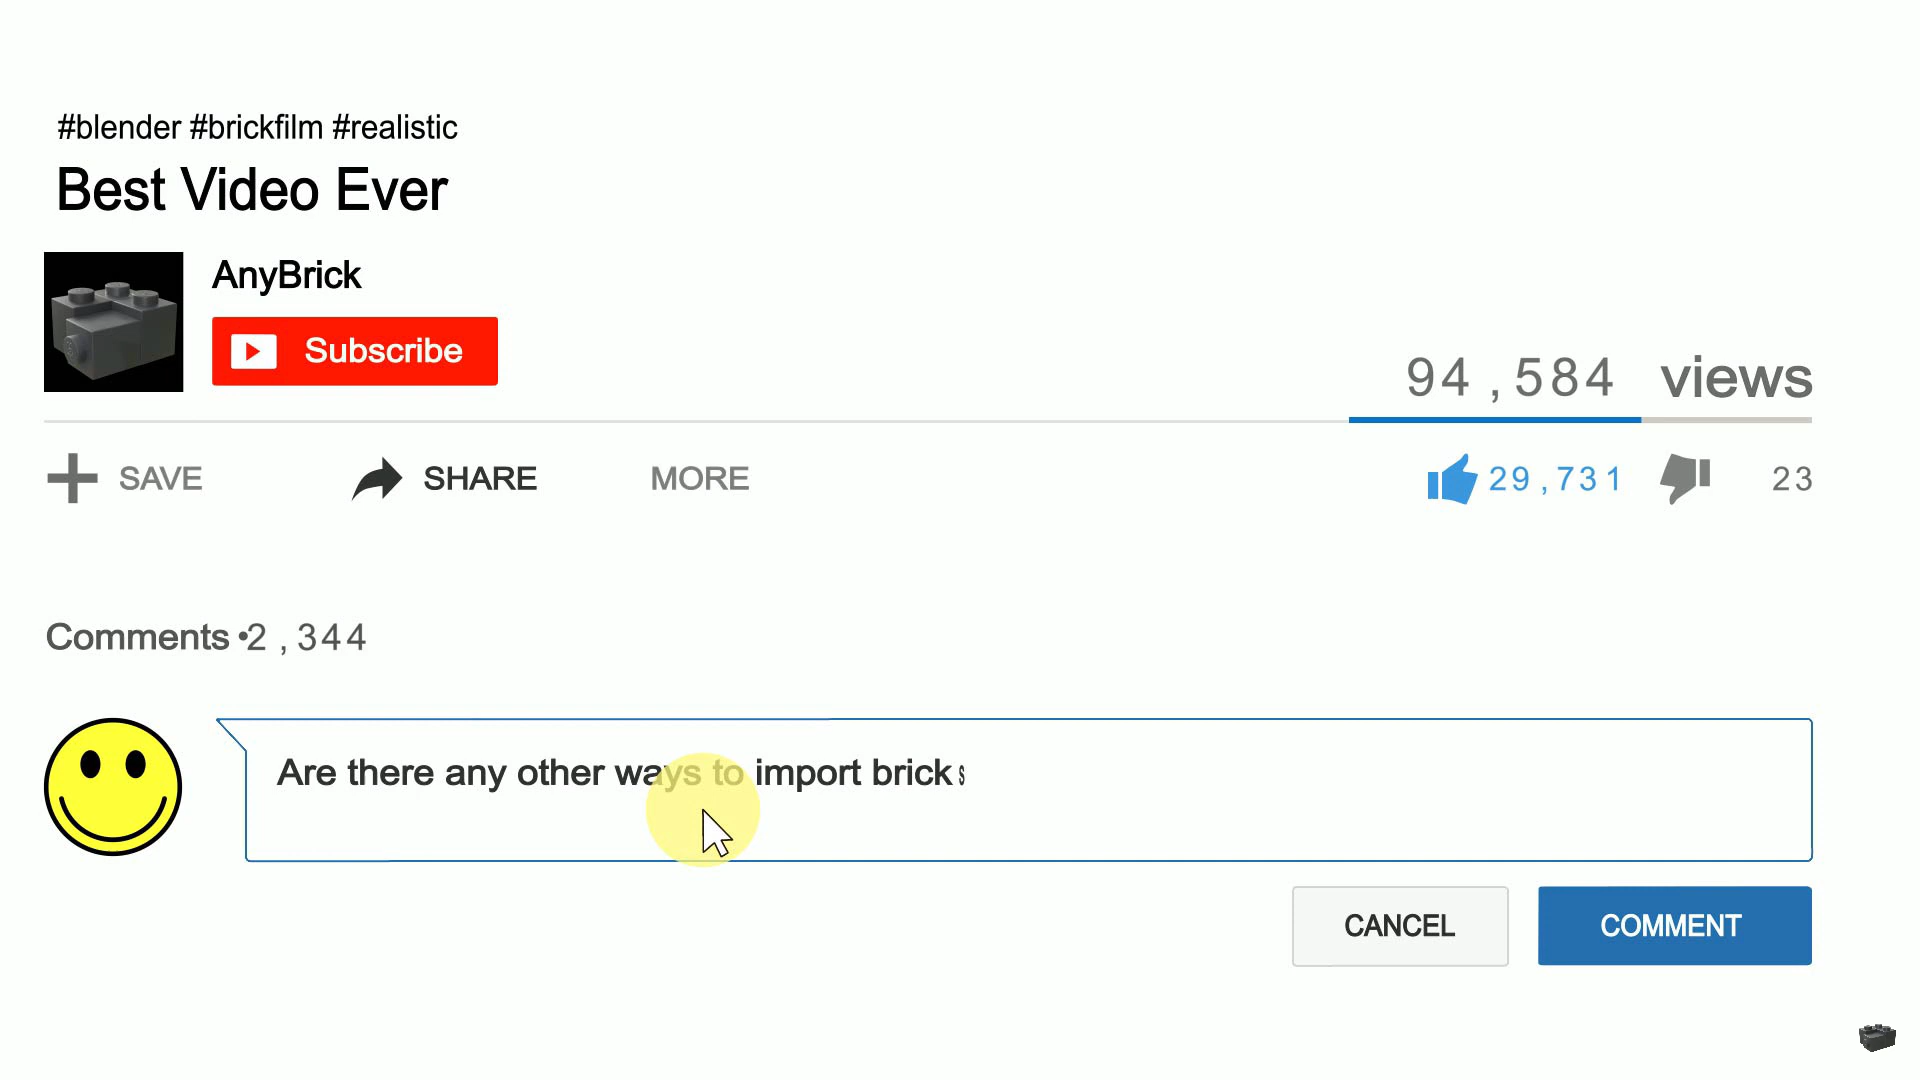 #blender #brickfilm #realistic
Best Video Ever
AnyBrick
Subscribe
94,584 views
SAVE SHARE MORE 29,731 23
Comments •2,344
Are there any other ways to import bricks
CANCEL COMMENT